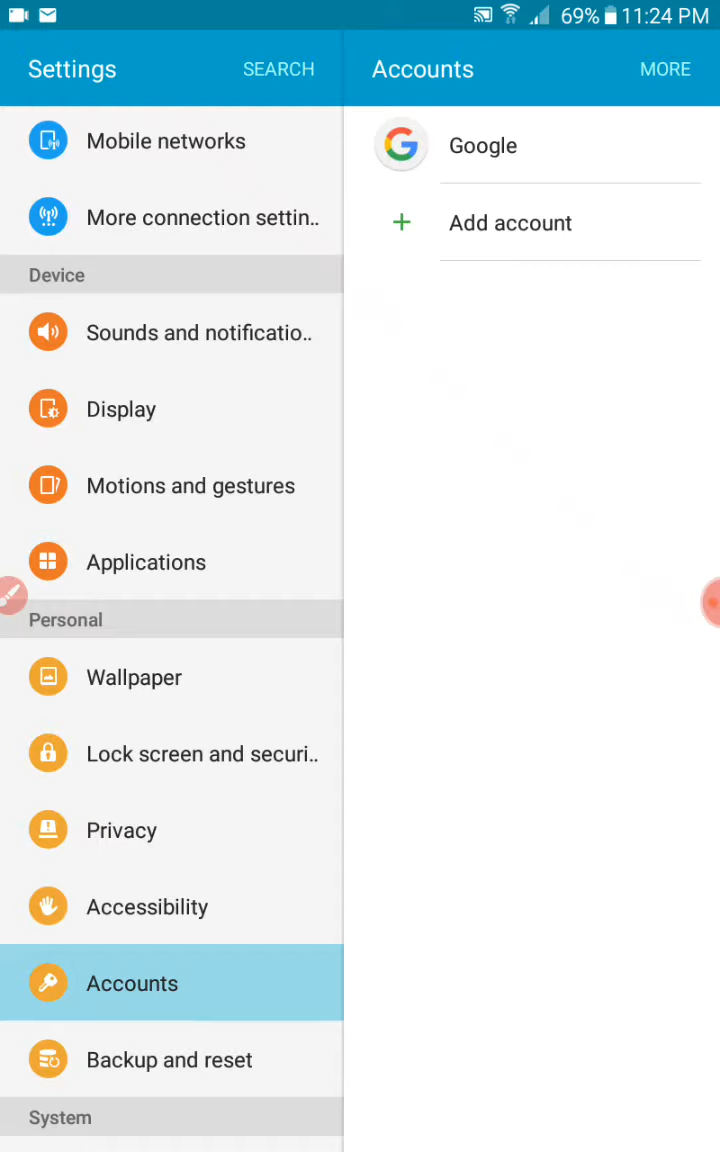 69% 11:24 PM
Settings
SEARCH
Mobile networks
More connection settin..
Device
Sounds and notificatio..
Display
Motions and gestures
Applications
Personal
Wallpaper
Lock screen and securi..
Privacy
Accessibility
Accounts
Backup and reset
System
Accounts
MORE
Google
Add account